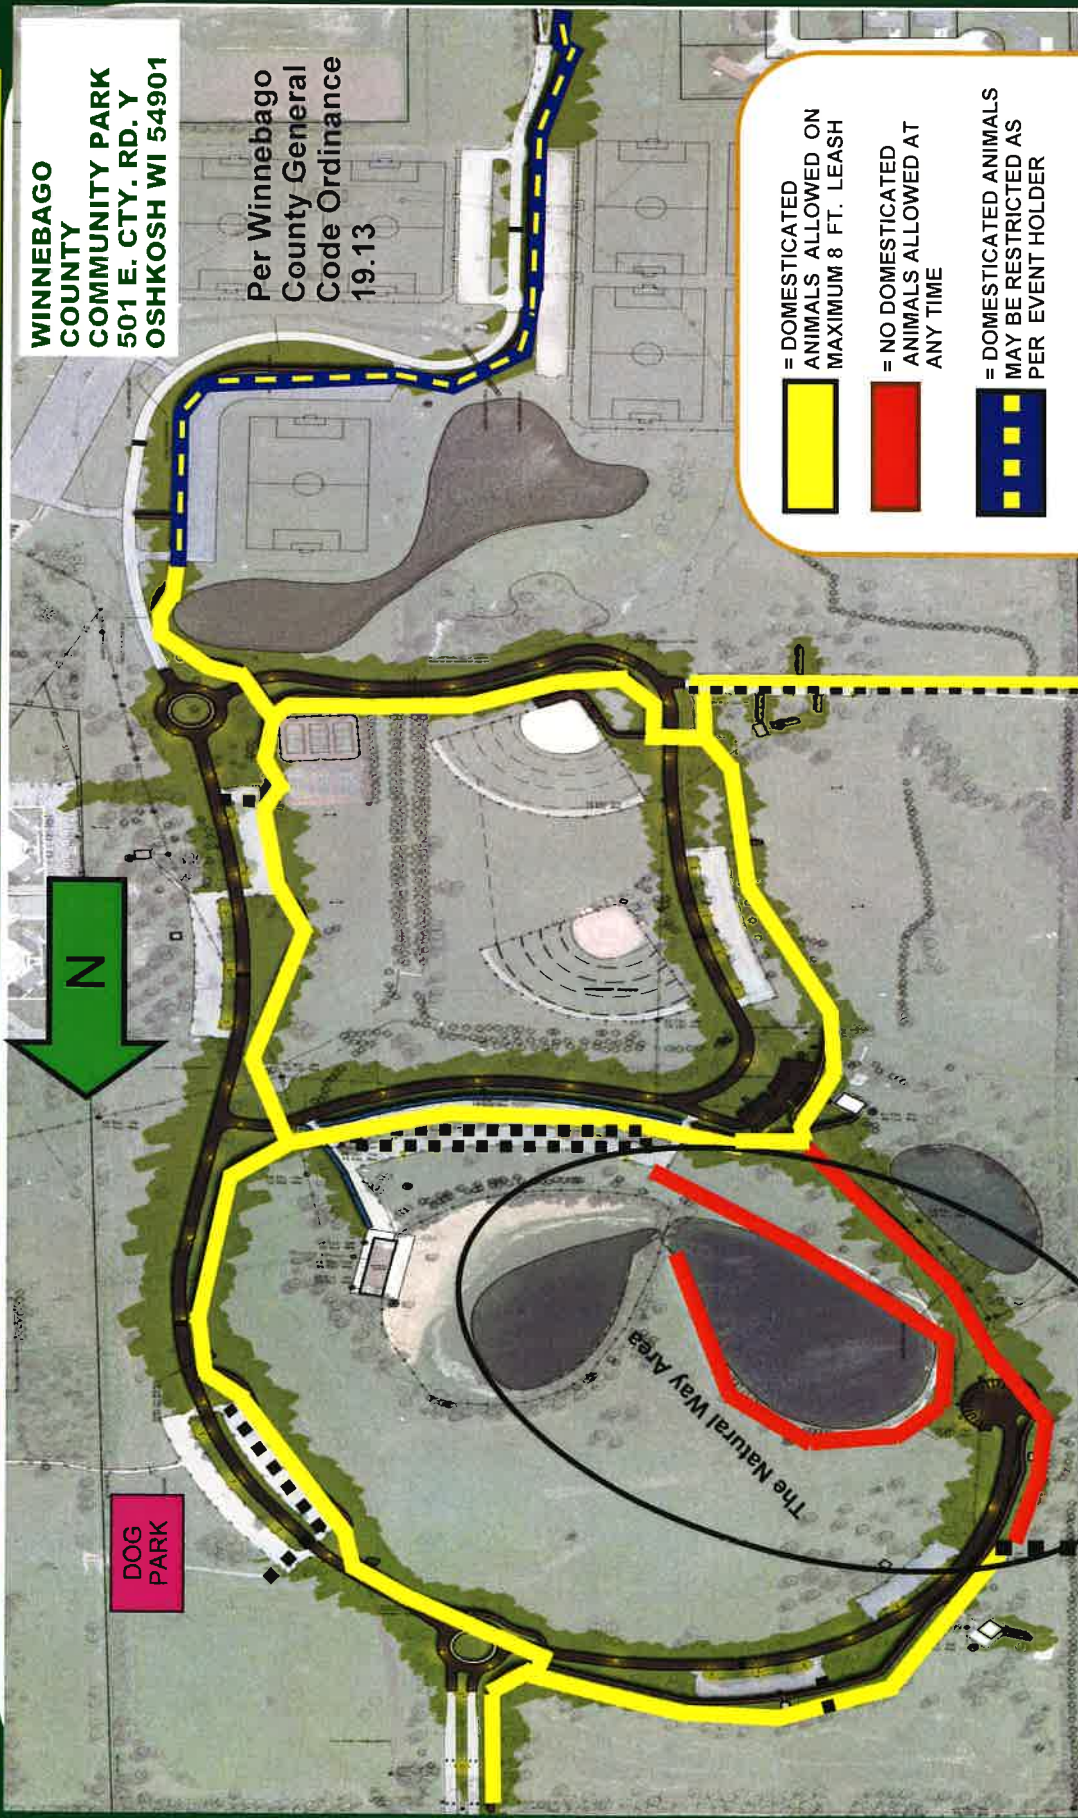 WINNEBAGO
COUNTY
COMMUNITY PARK
501 E. CTY. RD. Y
OSHKOSH WI 54901
Per Winnebago
County General
Code Ordinance
19.13
= DOMESTICATED
ANIMALS ALLOWED ON
MAXIMUM 8 FT. LEASH
= NO DOMESTICATED
ANIMALS ALLOWED AT
ANY TIME
= DOMESTICATED ANIMALS
MAY BE RESTRICTED AS
PER EVENT HOLDER
N
The Natural Way Area
DOG
PARK